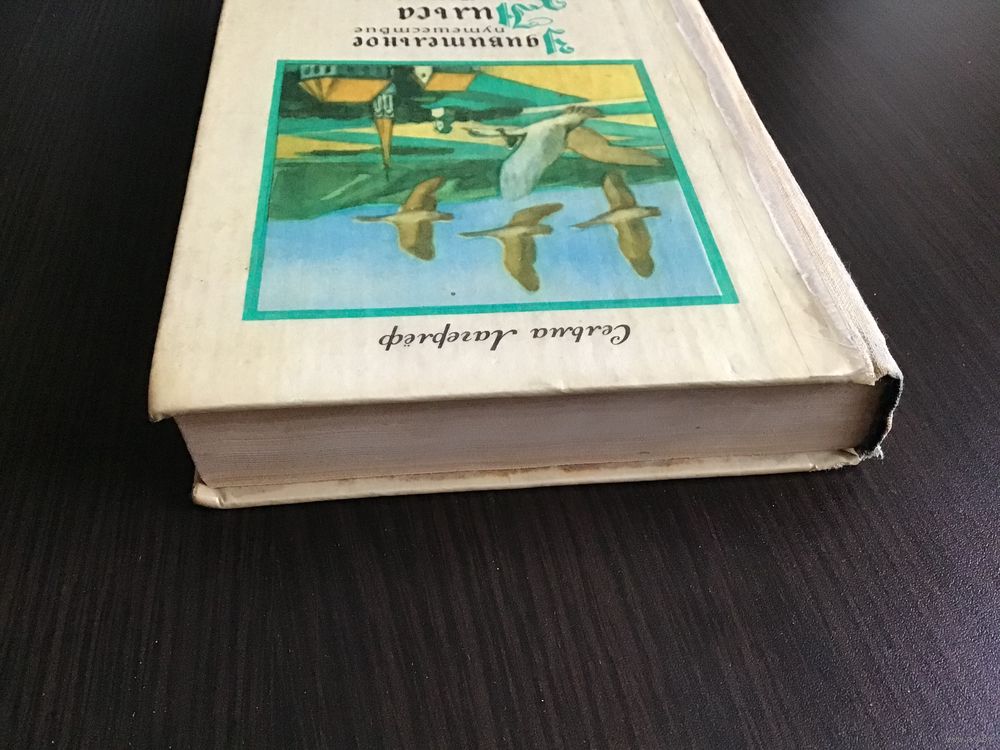 Сельма Лагерлёф
Удивительное
путешествие
Нильса